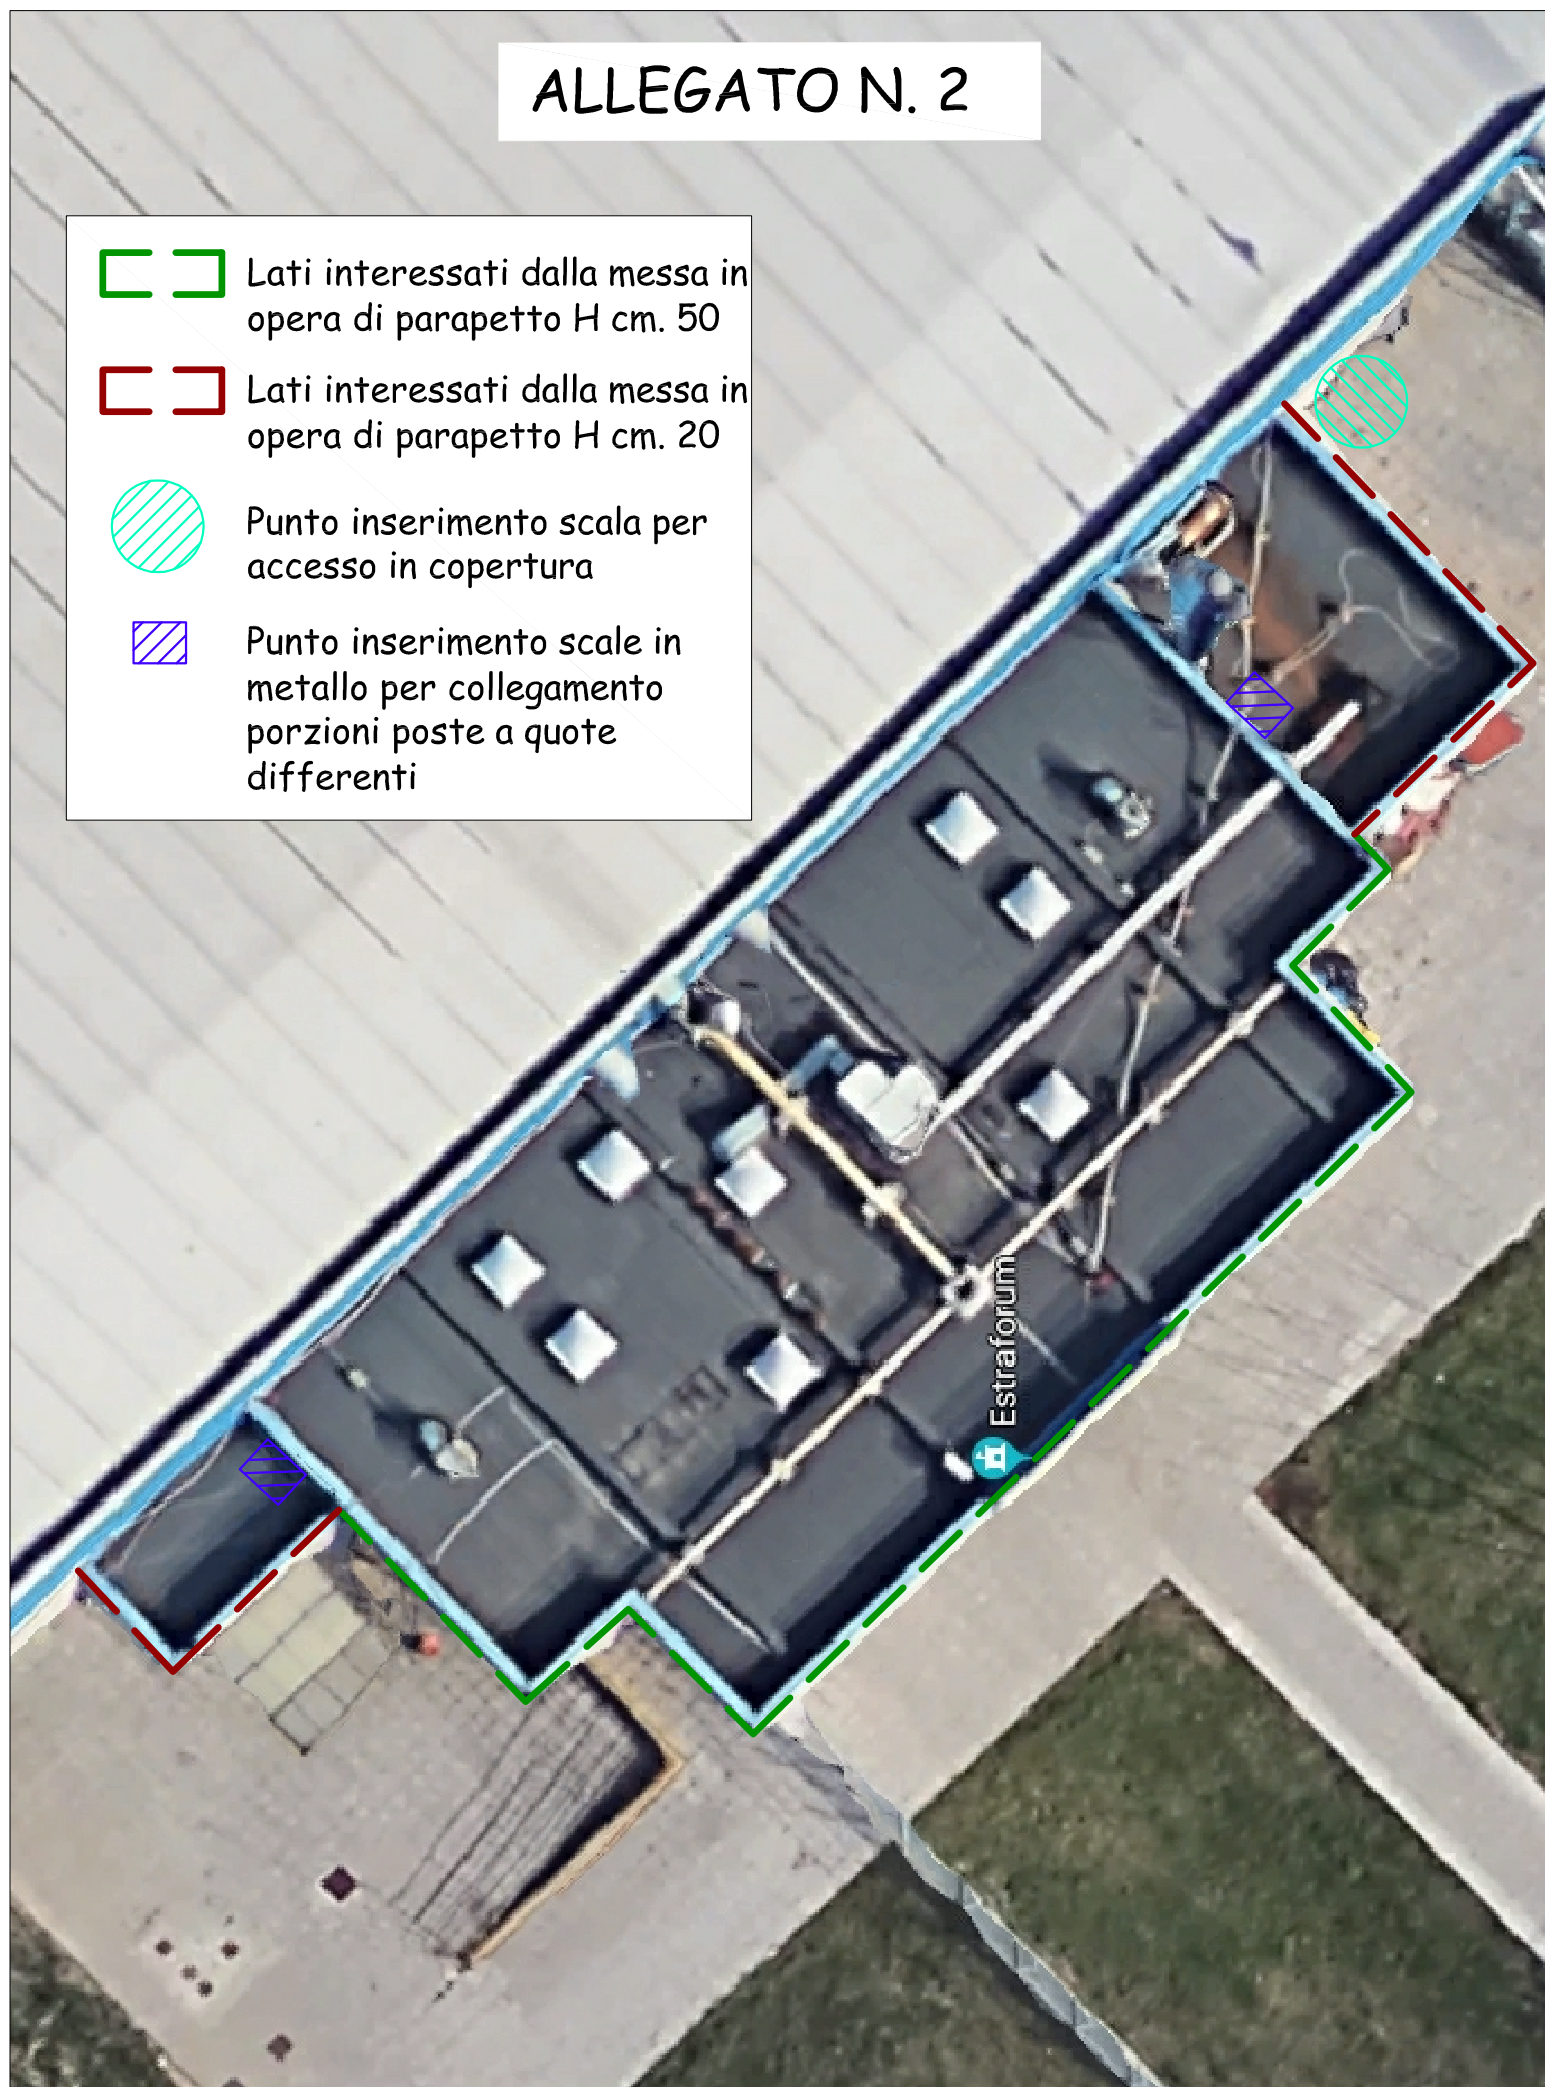 ALLEGATO N. 2
Lati interessati dalla messa in
opera di parapetto H cm. 50
Lati interessati dalla messa in
opera di parapetto H cm. 20
Punto inserimento scala per
accesso in copertura
Punto inserimento scale in
metallo per collegamento
porzioni poste a quote
differenti
Estraforum